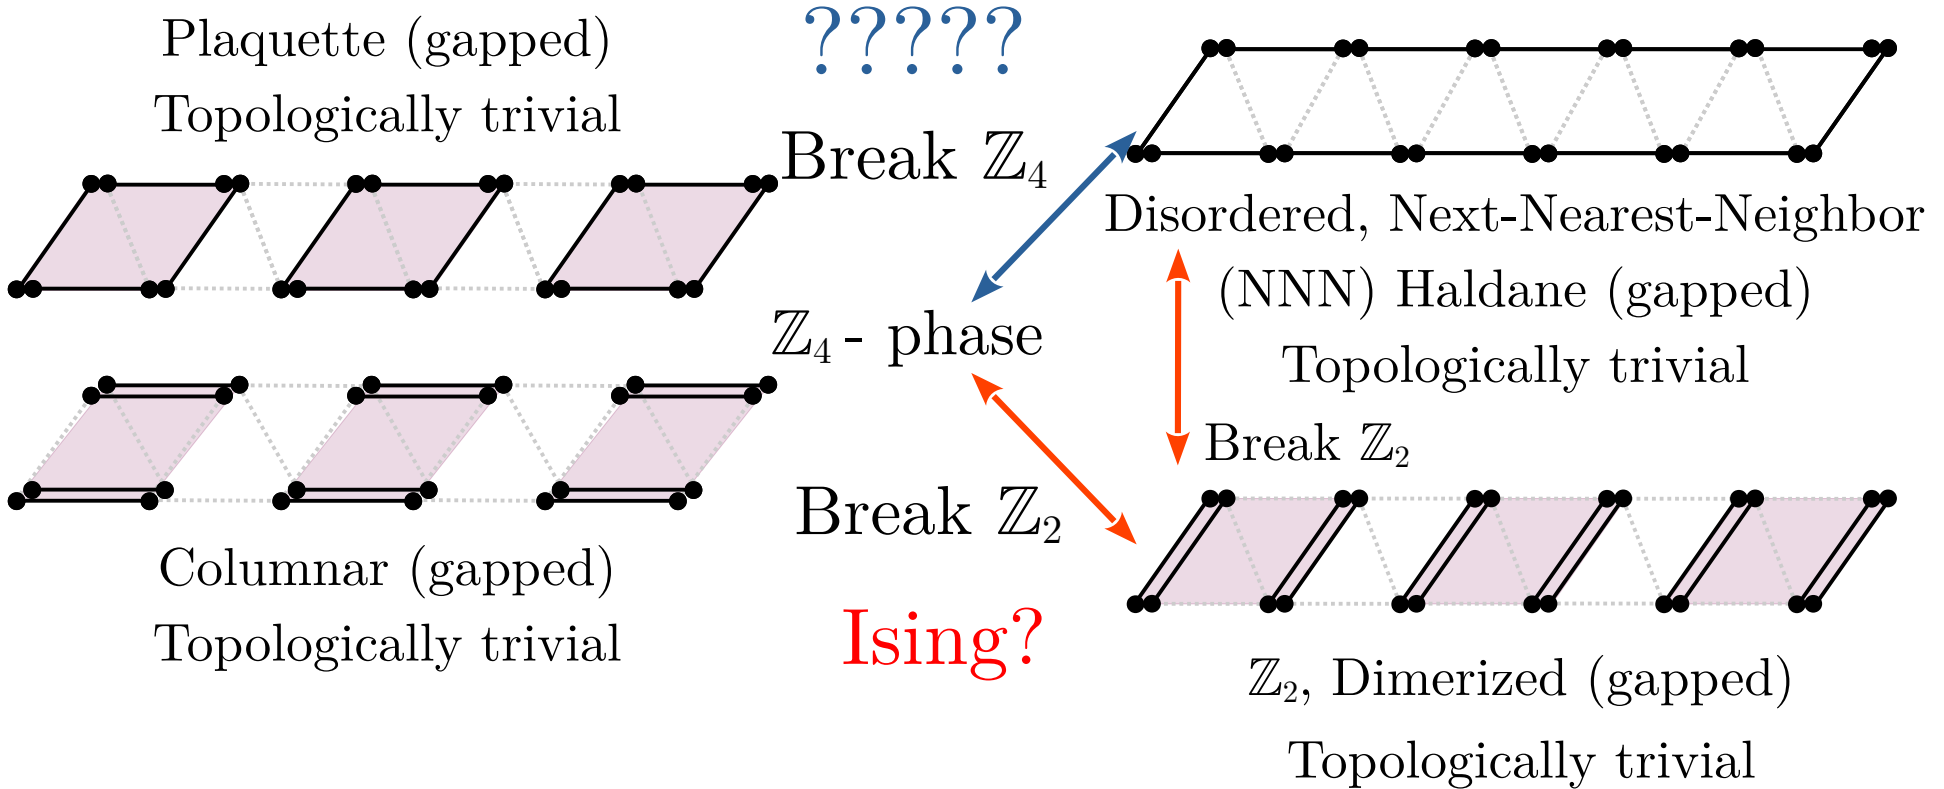 Plaquette (gapped)
Topologically trivial
?????
Break ℤ₄
Disordered, Next-Nearest-Neighbor
(NNN) Haldane (gapped)
Topologically trivial
ℤ₄ - phase
Break ℤ₂
Columnar (gapped)
Topologically trivial
Break ℤ₂
Ising?
ℤ₂, Dimerized (gapped)
Topologically trivial